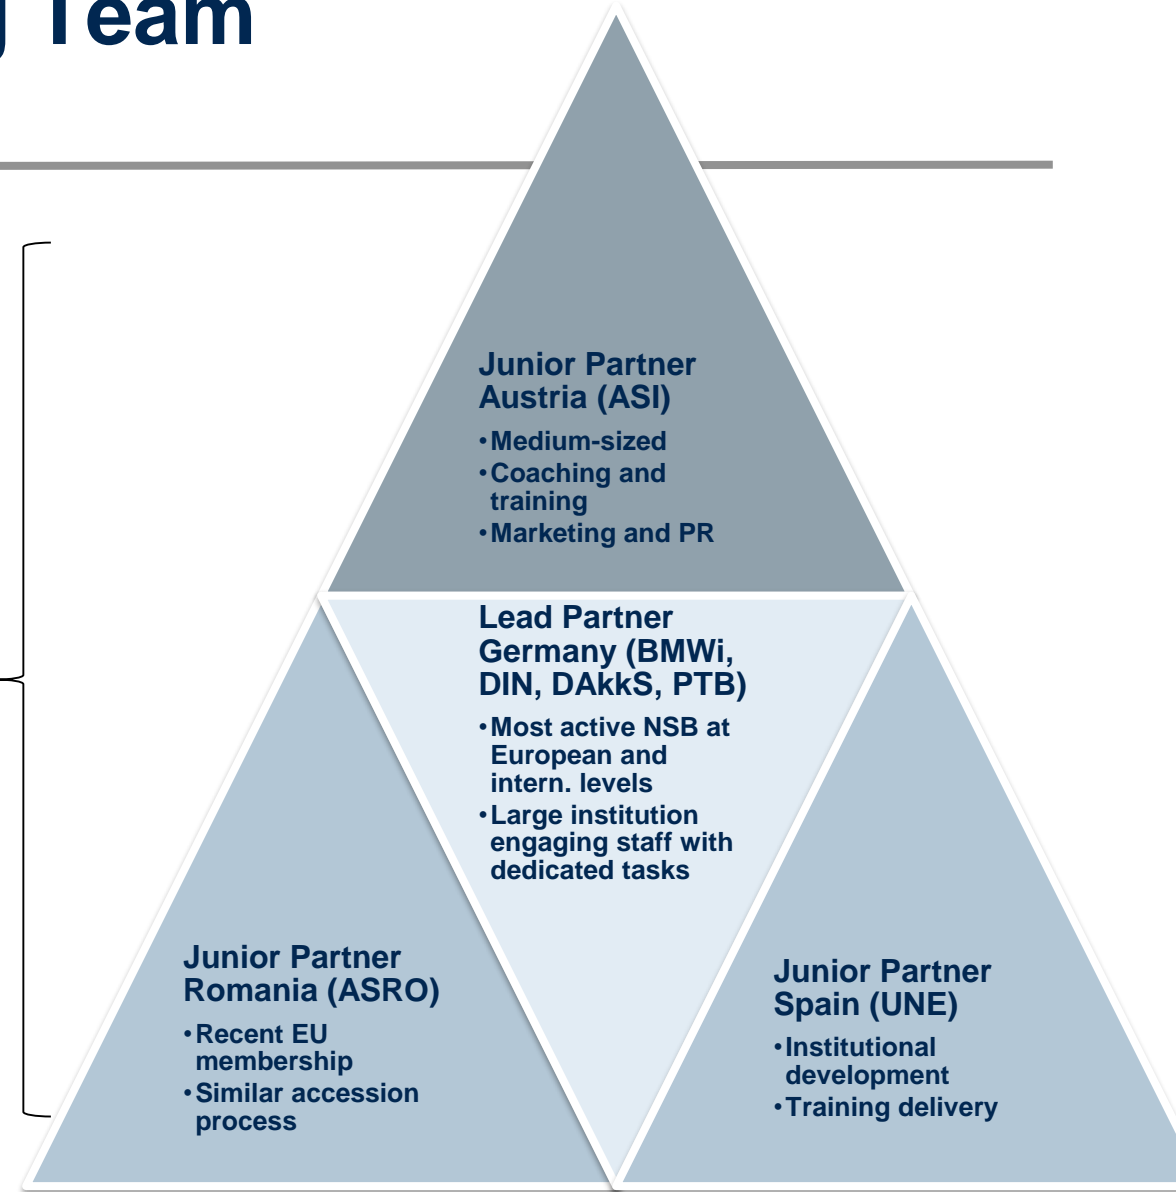 Team
Junior Partner
Austria (ASI)
•Medium-sized
•Coaching and
training
•Marketing and PR
Lead Partner
Germany (BMWi,
DIN, DAkkS, PTB)
•Most active NSB at
European and
intern. levels
•Large institution
engaging staff with
dedicated tasks
Junior Partner
Romania (ASRO)
•Recent EU
membership
•Similar accession
process
Junior Partner
Spain (UNE)
•Institutional
development
•Training delivery